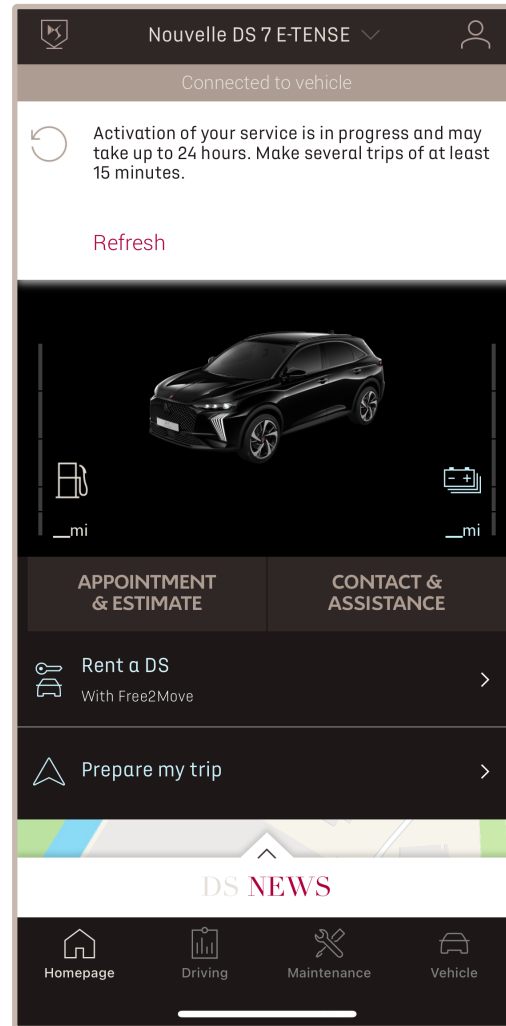 Nouvelle DS 7 E-TENSE
Connected to vehicle
Activation of your service is in progress and may
take up to 24 hours. Make several trips of at least
15 minutes.
Refresh
__mi
__mi
APPOINTMENT
& ESTIMATE
CONTACT &
ASSISTANCE
Rent a DS
With Free2Move
Prepare my trip
DS NEWS
Homepage
Driving
Maintenance
Vehicle